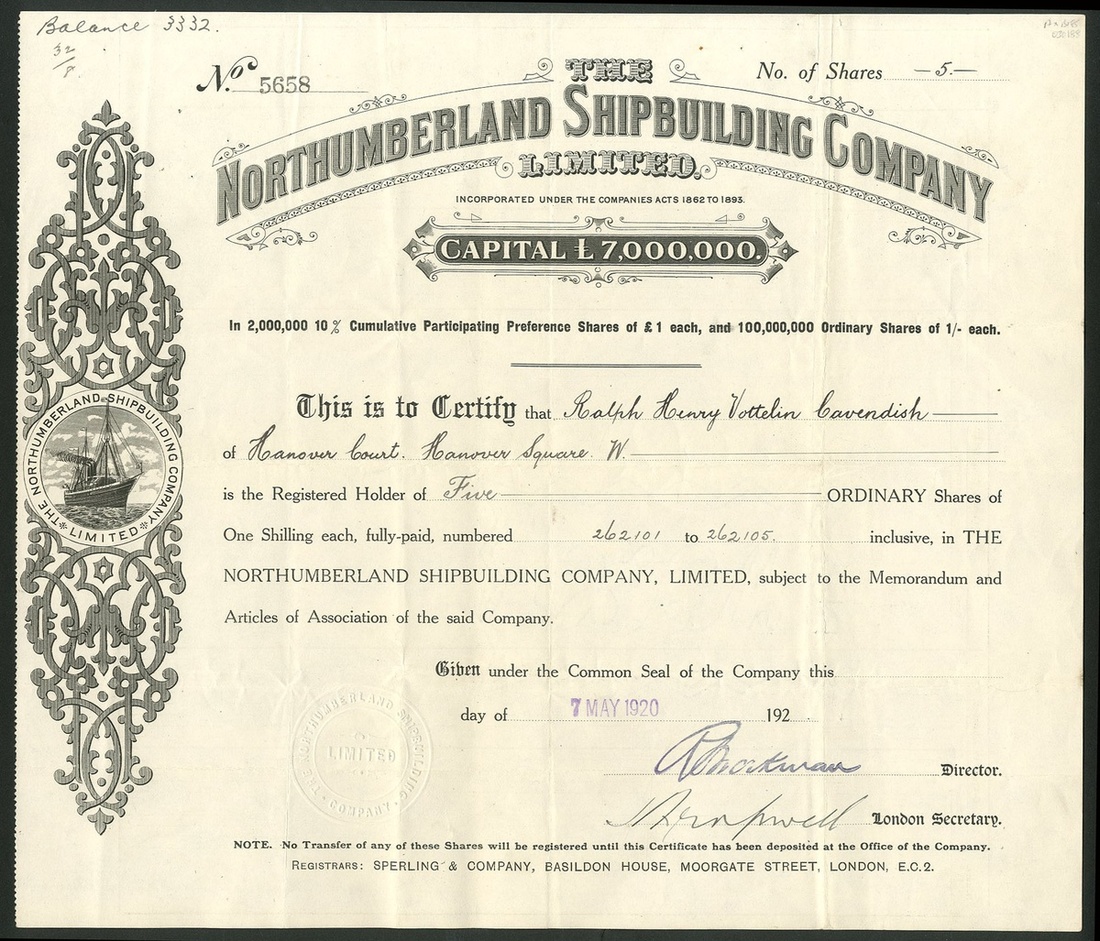 Balance 3332.
32
/
8.
No. 5658
No. of Shares —5.—
THE
NORTHUMBERLAND SHIPBUILDING COMPANY
LIMITED.
INCORPORATED UNDER THE COMPANIES ACTS 1862 TO 1893.
CAPITAL £7,000,000.
In 2,000,000 10% Cumulative Participating Preference Shares of £1 each, and 100,000,000 Ordinary Shares of 1/- each.
This is to Certify that Ralph Henry Vottelin Cavendish
of Hanover Court. Hanover Square. W.
is the Registered Holder of Five ORDINARY Shares of
One Shilling each, fully-paid, numbered 262101 to 262105. inclusive, in THE
NORTHUMBERLAND SHIPBUILDING COMPANY, LIMITED, subject to the Memorandum and
Articles of Association of the said Company.
Given under the Common Seal of the Company this
day of 7 MAY 1920 192
Director.
London Secretary.
NOTE. No Transfer of any of these Shares will be registered until this Certificate has been deposited at the Office of the Company.
REGISTRARS: SPERLING & COMPANY, BASILDON HOUSE, MOORGATE STREET, LONDON, E.C.2.
THE NORTHUMBERLAND SHIPBUILDING COMPANY
LIMITED
THE NORTHUMBERLAND SHIPBUILDING COMPANY
LIMITED